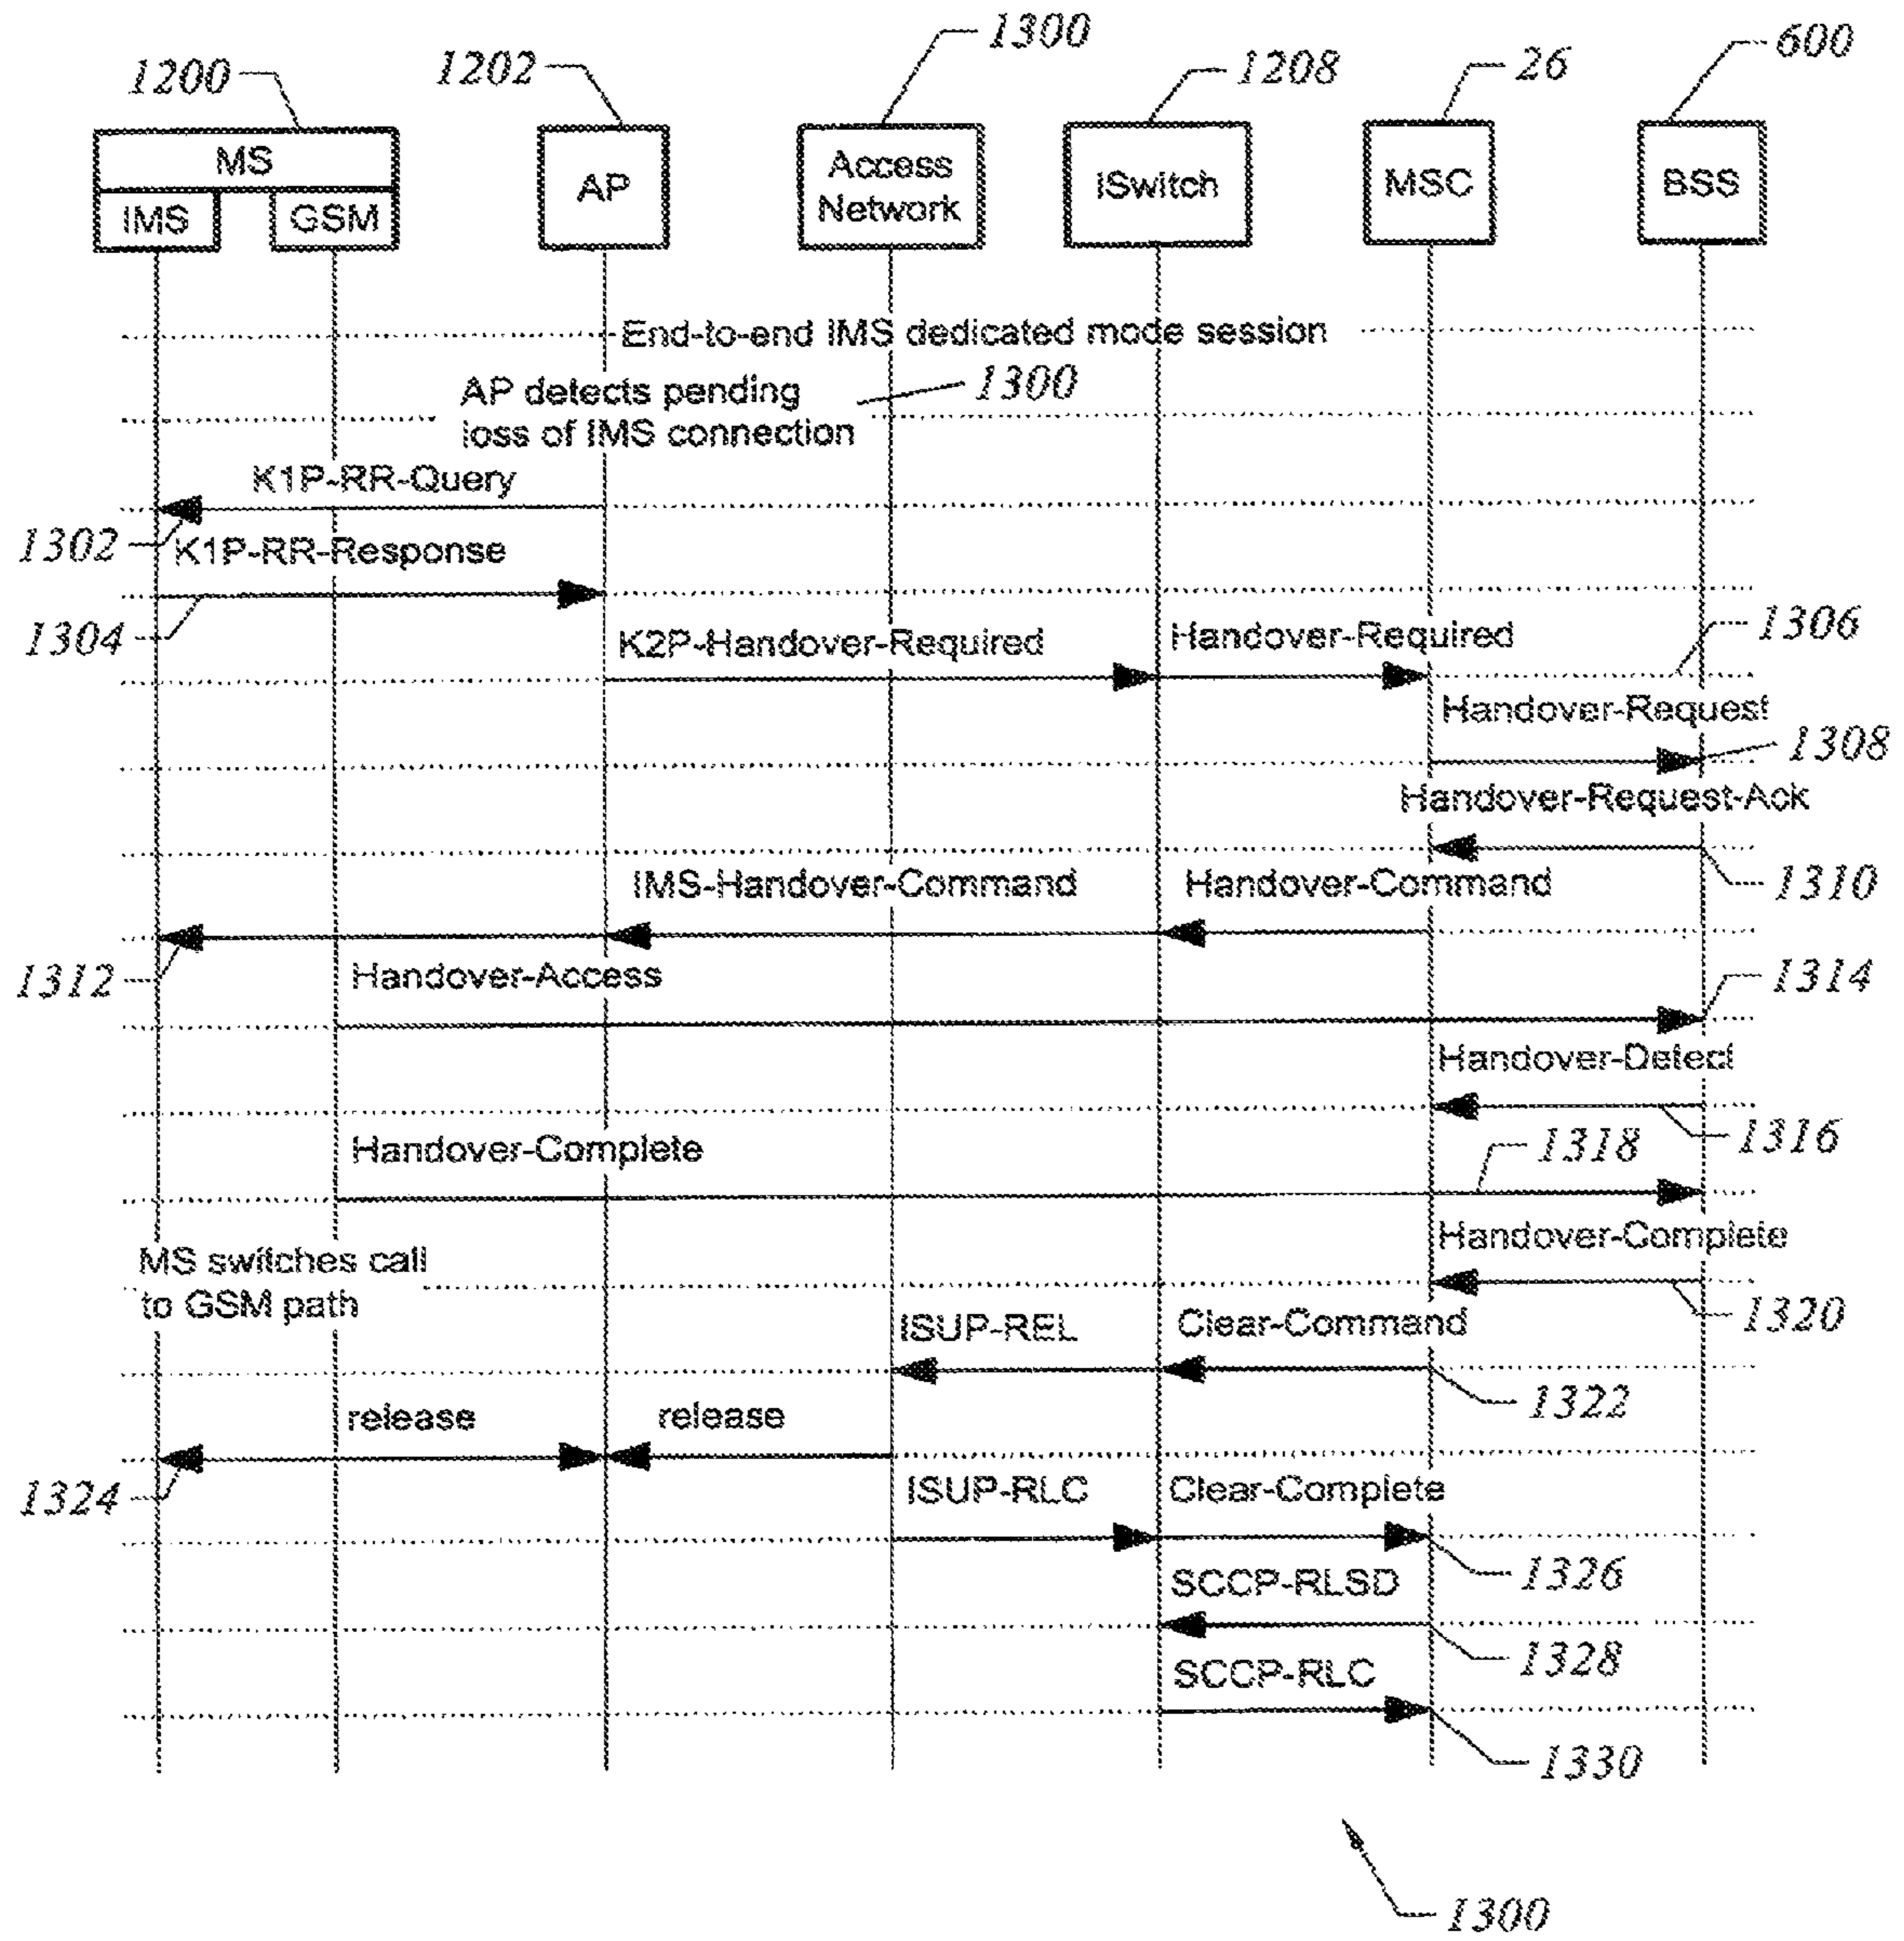 1200
1202
1300
1208
26
600
MS
IMS
GSM
AP
Access
Network
iSwitch
MSC
BSS
End-to-end IMS dedicated mode session
AP detects pending
loss of IMS connection
1300
K1P-RR-Query
1302
K1P-RR-Response
1304
K2P-Handover-Required
Handover-Required
1306
Handover-Request
1308
Handover-Request-Ack
1310
IMS-Handover-Command
Handover-Command
1312
Handover-Access
1314
Handover-Detect
1316
Handover-Complete
1318
Handover-Complete
1320
MS switches call
to GSM path
ISUP-REL
Clear-Command
1322
release
release
1324
ISUP-RLC
Clear-Complete
1326
SCCP-RLSD
1328
SCCP-RLC
1330
1300